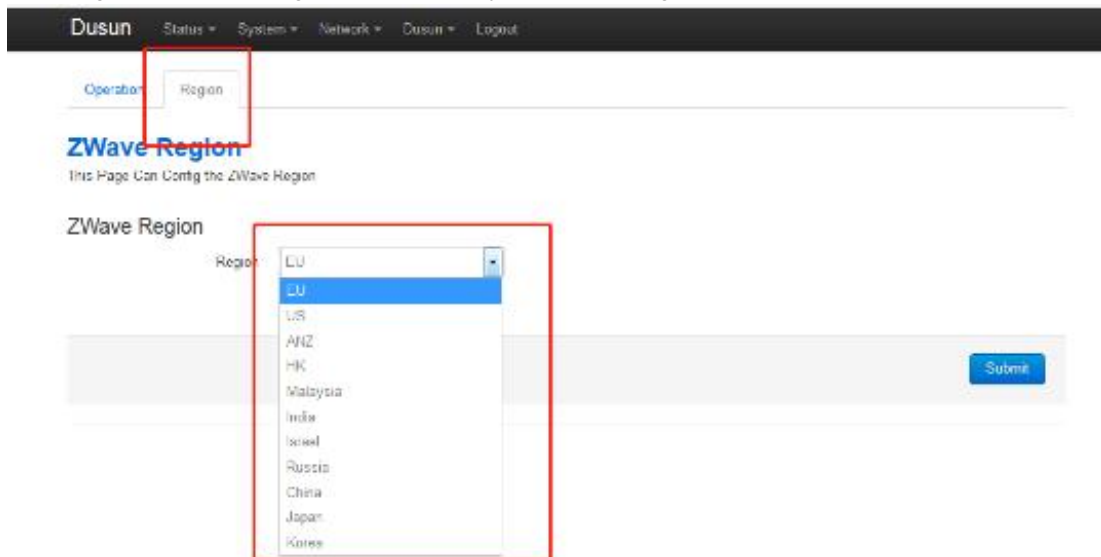 Dusun Status System Network Dusun Logout
Operation Region
ZWave Region
This Page Can Config the ZWave Region
ZWave Region
Region EU
EU
US
ANZ
HK
Submit
Malaysia
India
Israel
Russia
China
Japan
Korea